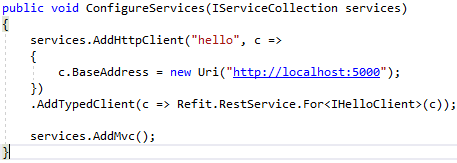 public void ConfigureServices(IServiceCollection services)
{
services.AddHttpClient("hello", c =>
{
c.BaseAddress = new Uri("http://localhost:5000");
})
.AddTypedClient(c => Refit.RestService.For<IHelloClient>(c));
services.AddMvc();
}